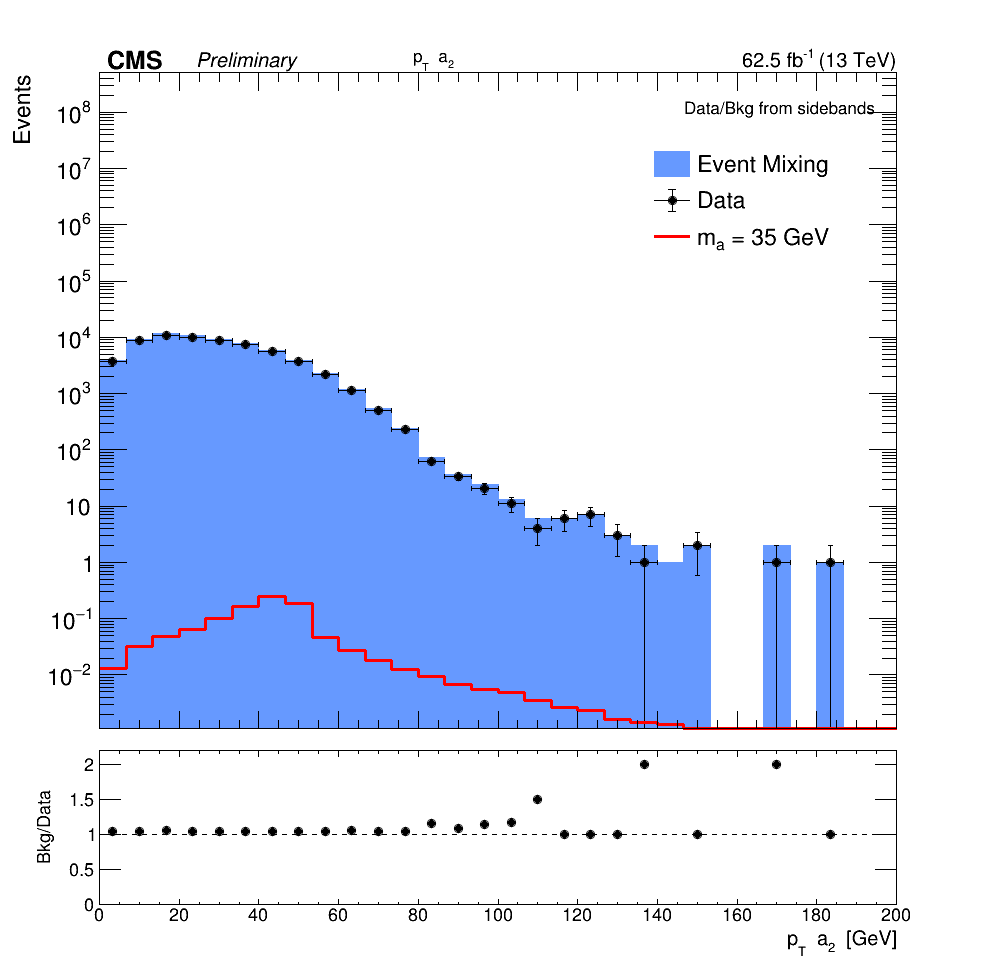 CMS Preliminary p_T a_2 62.5 fb^-1 (13 TeV)
Events
Data/Bkg from sidebands
Event Mixing
Data
m_a = 35 GeV
10^8
10^7
10^6
10^5
10^4
10^3
10^2
10
1
10^−1
10^−2
Bkg/Data
2
1.5
1
0.5
0
0 20 40 60 80 100 120 140 160 180 200
p_T a_2 [GeV]